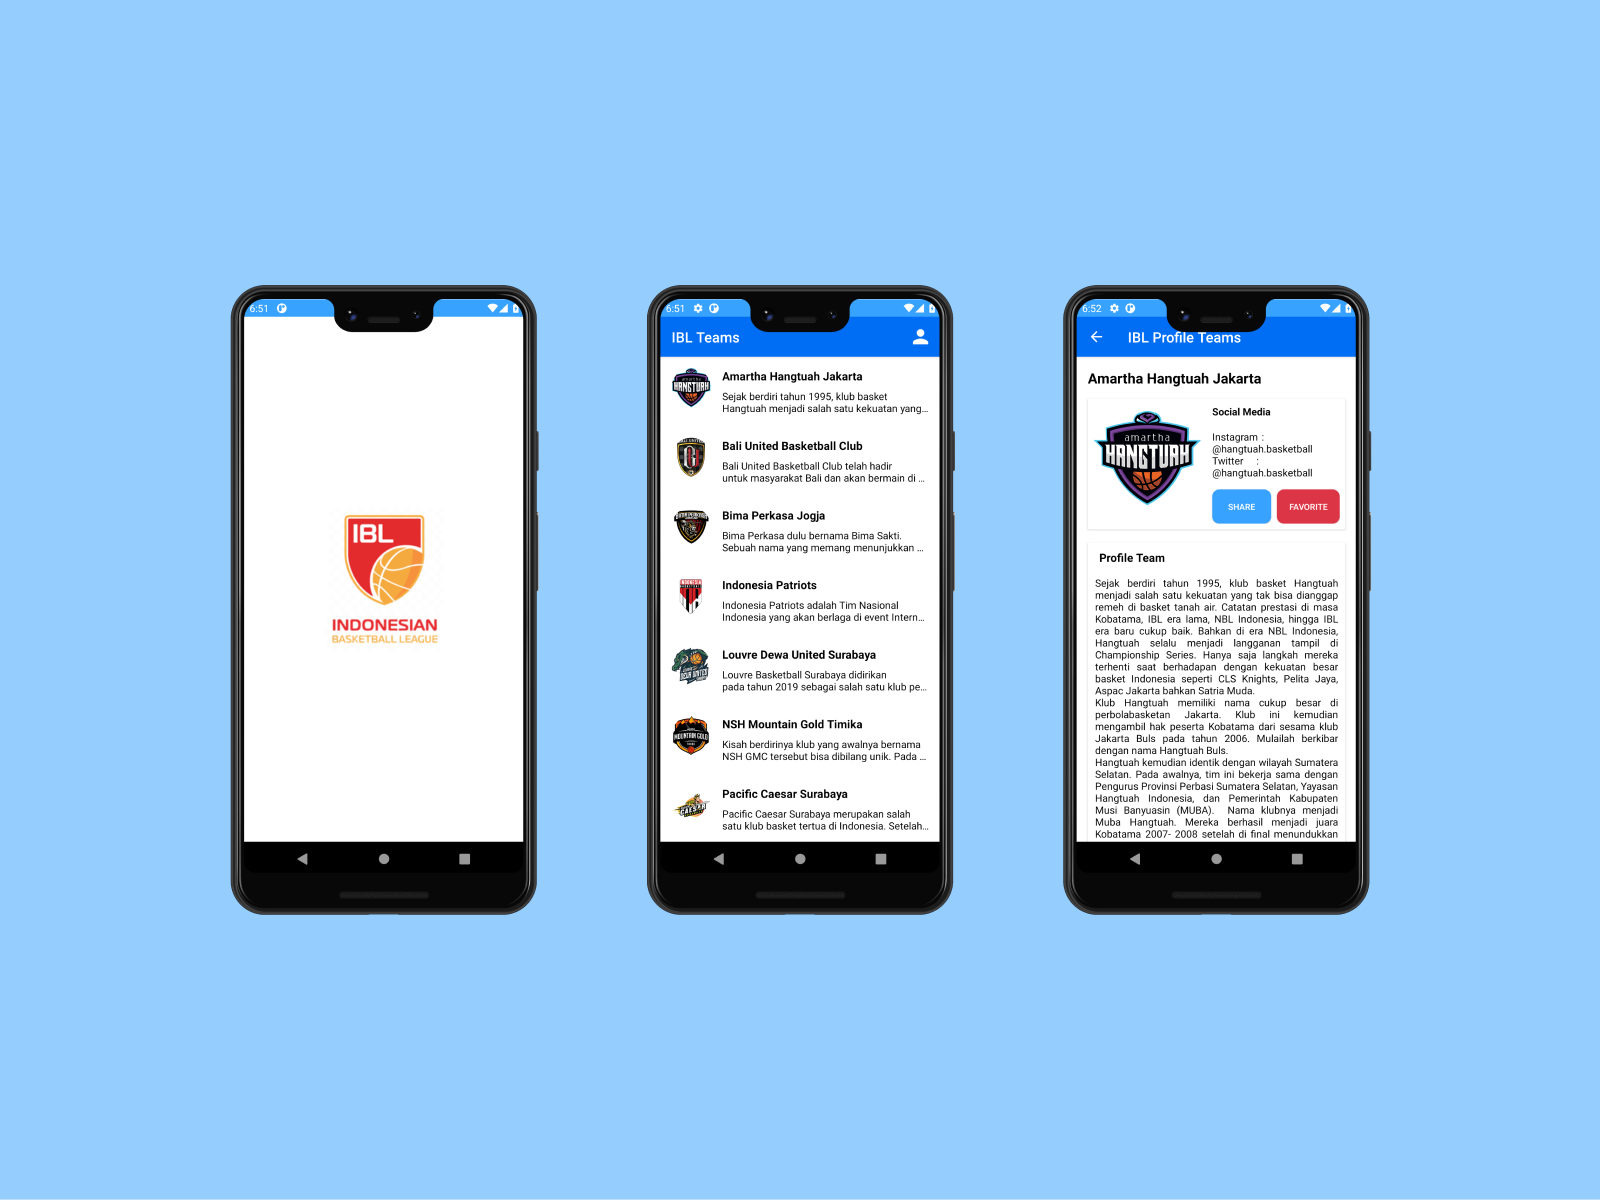 6:51
IBL
INDONESIAN
BASKETBALL LEAGUE
6:51
IBL Teams
HANGTUAH
Amartha Hangtuah Jakarta
Sejak berdiri tahun 1995, klub basket
Hangtuah menjadi salah satu kekuatan yang...
Bali United Basketball Club
Bali United Basketball Club telah hadir
untuk masyarakat Bali dan akan bermain di ...
Bima Perkasa Jogja
Bima Perkasa dulu bernama Bima Sakti.
Sebuah nama yang memang menunjukkan ...
Indonesia Patriots
Indonesia Patriots adalah Tim Nasional
Indonesia yang akan berlaga di event Intern...
DEWA UNITED
Louvre Dewa United Surabaya
Louvre Basketball Surabaya didirikan
pada tahun 2019 sebagai salah satu klub pe...
MOUNTAIN GOLD
NSH Mountain Gold Timika
Kisah berdirinya klub yang awalnya bernama
NSH GMC tersebut bisa dibilang unik. Pada ...
CAESAR
Pacific Caesar Surabaya
Pacific Caesar Surabaya merupakan salah
satu klub basket tertua di Indonesia. Setelah...
6:52
IBL Profile Teams
Amartha Hangtuah Jakarta
amartha
HANGTUAH
Social Media
Instagram :
@hangtuah.basketball
Twitter :
@hangtuah.basketball
SHARE
FAVORITE
Profile Team
Sejak berdiri tahun 1995, klub basket Hangtuah
menjadi salah satu kekuatan yang tak bisa dianggap
remeh di basket tanah air. Catatan prestasi di masa
Kobatama, IBL era lama, NBL Indonesia, hingga IBL
era baru cukup baik. Bahkan di era NBL Indonesia,
Hangtuah selalu menjadi langganan tampil di
Championship Series. Hanya saja langkah mereka
terhenti saat berhadapan dengan kekuatan besar
basket Indonesia seperti CLS Knights, Pelita Jaya,
Aspac Jakarta bahkan Satria Muda.
Klub Hangtuah memiliki nama cukup besar di
perbolabasketan Jakarta. Klub ini kemudian
mengambil hak peserta Kobatama dari sesama klub
Jakarta Buls pada tahun 2006. Mulailah berkibar
dengan nama Hangtuah Buls.
Hangtuah kemudian identik dengan wilayah Sumatera
Selatan. Pada awalnya, tim ini bekerja sama dengan
Pengurus Provinsi Perbasi Sumatera Selatan, Yayasan
Hangtuah Indonesia, dan Pemerintah Kabupaten
Musi Banyuasin (MUBA). Nama klubnya menjadi
Muba Hangtuah. Mereka berhasil menjadi juara
Kobatama 2007- 2008 setelah di final menundukkan